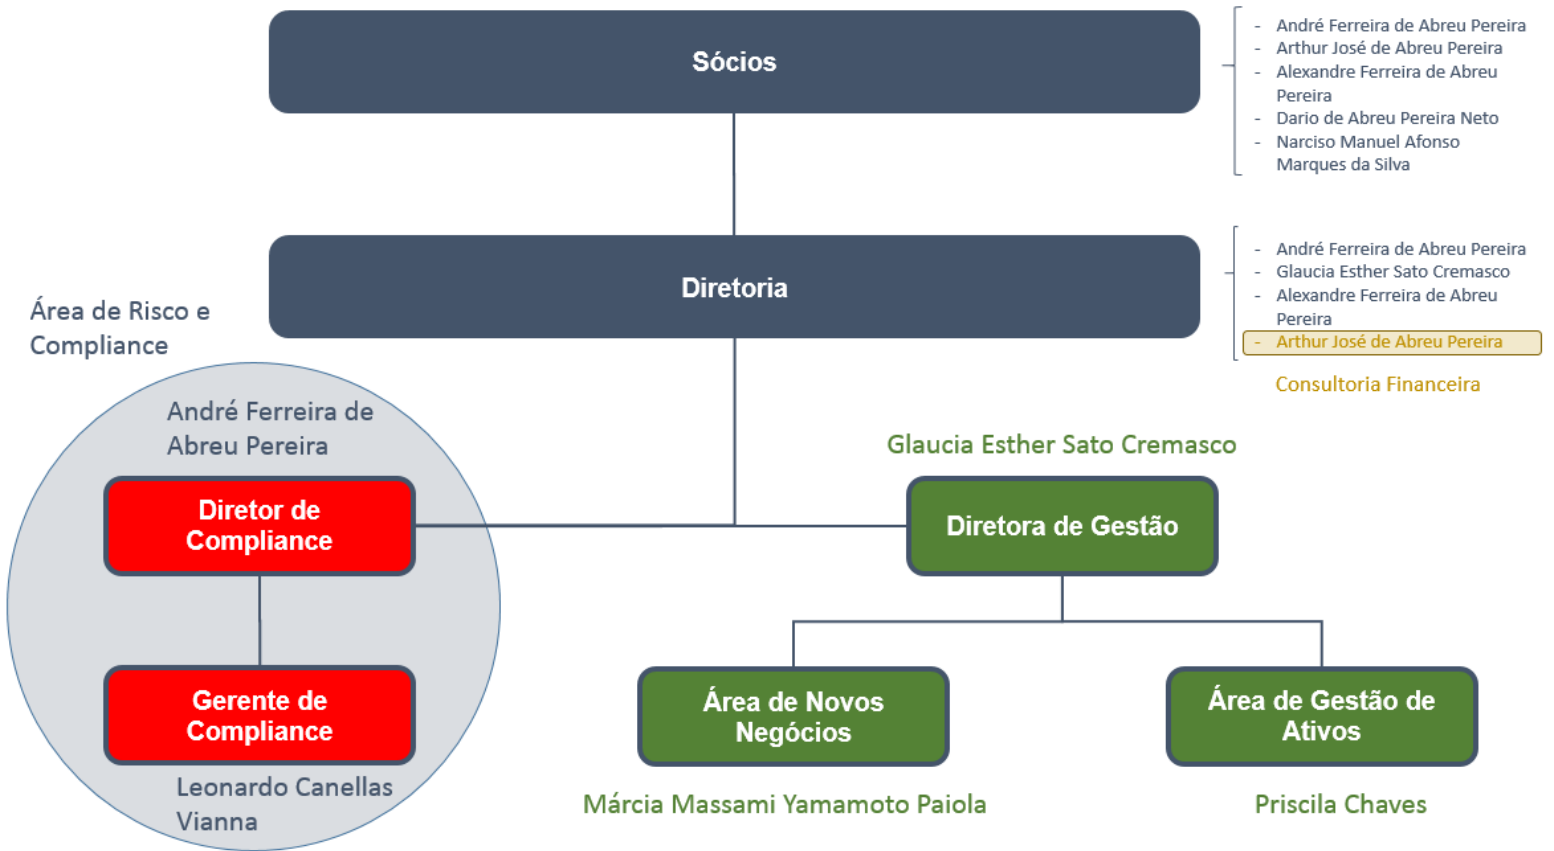 Sócios
- André Ferreira de Abreu Pereira
- Arthur José de Abreu Pereira
- Alexandre Ferreira de Abreu
Pereira
- Dario de Abreu Pereira Neto
- Narciso Manuel Afonso
Marques da Silva
Diretoria
- André Ferreira de Abreu Pereira
- Glaucia Esther Sato Cremasco
- Alexandre Ferreira de Abreu
Pereira
- Arthur José de Abreu Pereira
Consultoria Financeira
Área de Risco e
Compliance
André Ferreira de
Abreu Pereira
Diretor de
Compliance
Gerente de
Compliance
Leonardo Canellas
Vianna
Glaucia Esther Sato Cremasco
Diretora de Gestão
Área de Novos
Negócios
Márcia Massami Yamamoto Paiola
Área de Gestão de
Ativos
Priscila Chaves